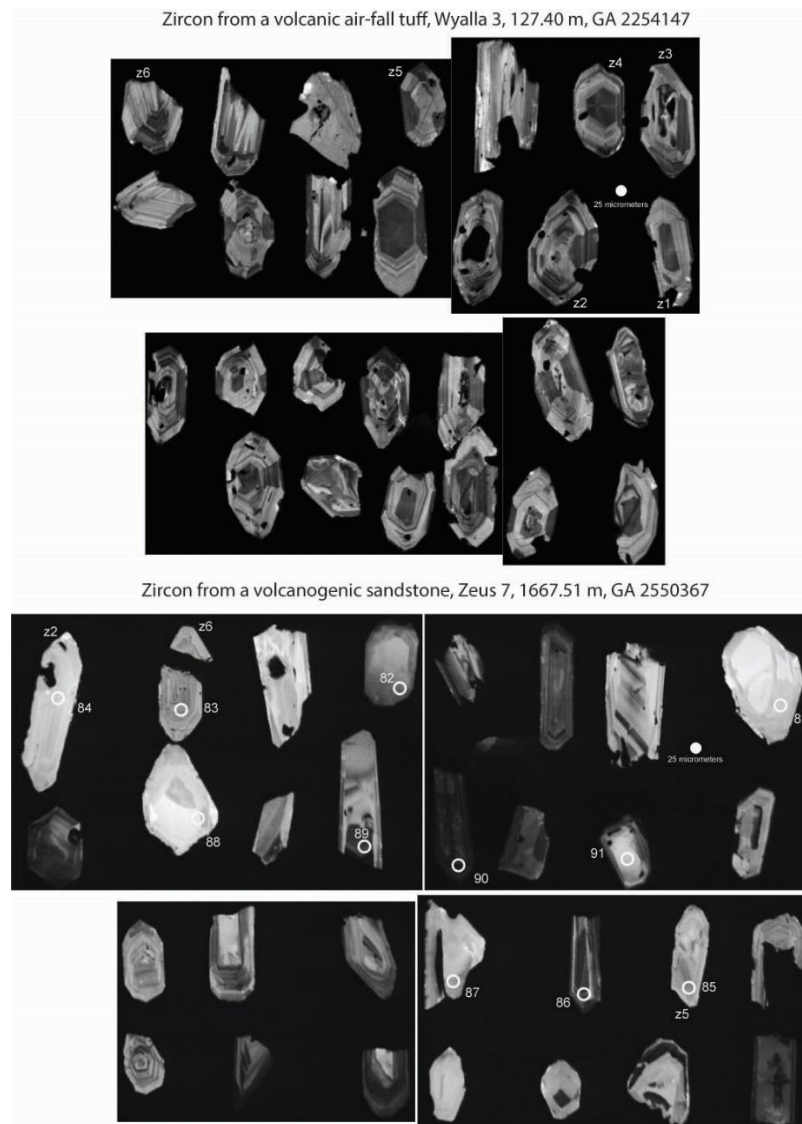 Zircon from a volcanic air-fall tuff, Wyalla 3, 127.40 m, GA 2254147
z6
z5
z4
z3
25 micrometers
z2
z1
Zircon from a volcanogenic sandstone, Zeus 7, 1667.51 m, GA 2550367
z2
z6
82
84
83
8
25 micrometers
88
89
91
90
87
86
85
z5